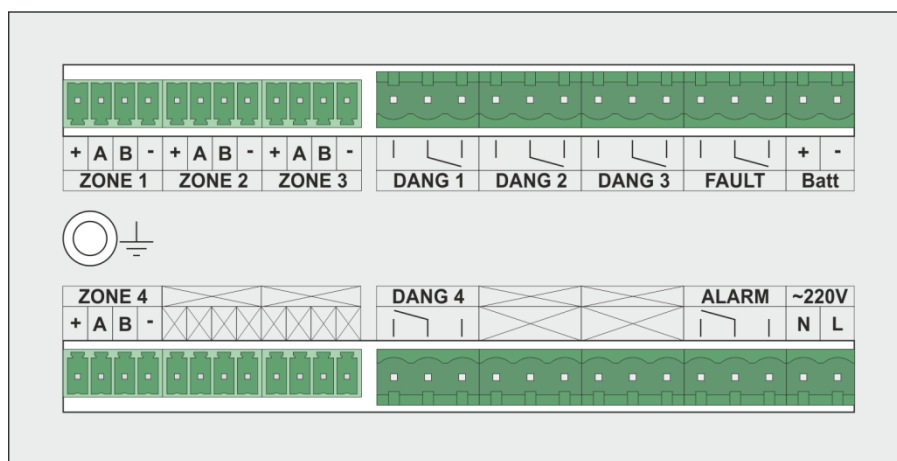 + A B - + A B - + A B - + -
ZONE 1 ZONE 2 ZONE 3 DANG 1 DANG 2 DANG 3 FAULT Batt
ZONE 4 DANG 4 ALARM ~220V
+ A B - N L